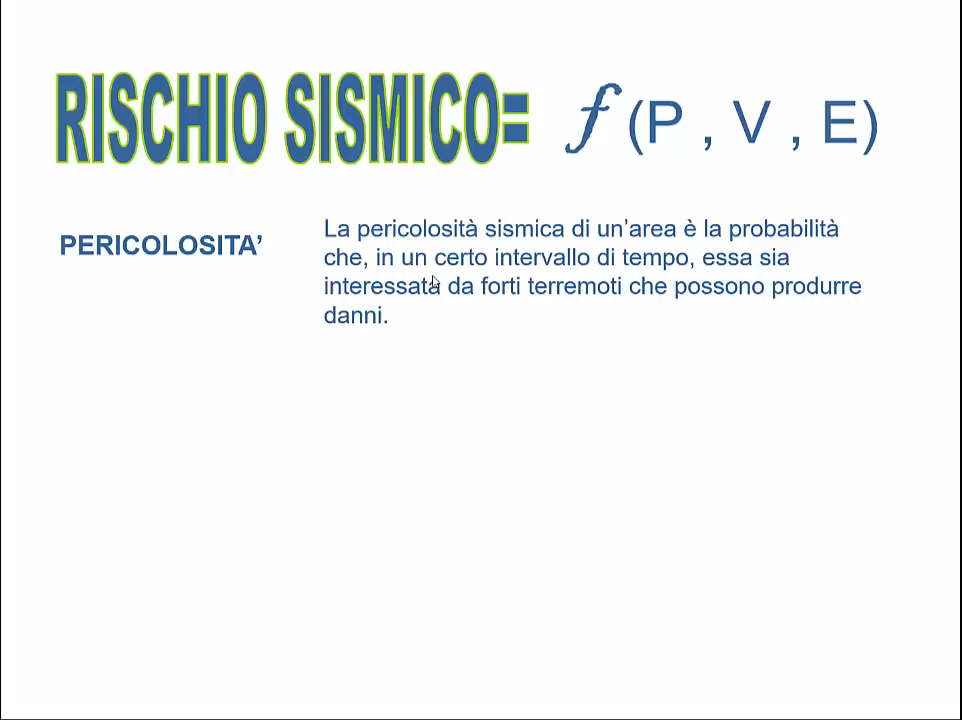 RISCHIO SISMICO= f (P , V , E)
PERICOLOSITA’
La pericolosità sismica di un’area è la probabilità
che, in un certo intervallo di tempo, essa sia
interessata da forti terremoti che possono produrre
danni.